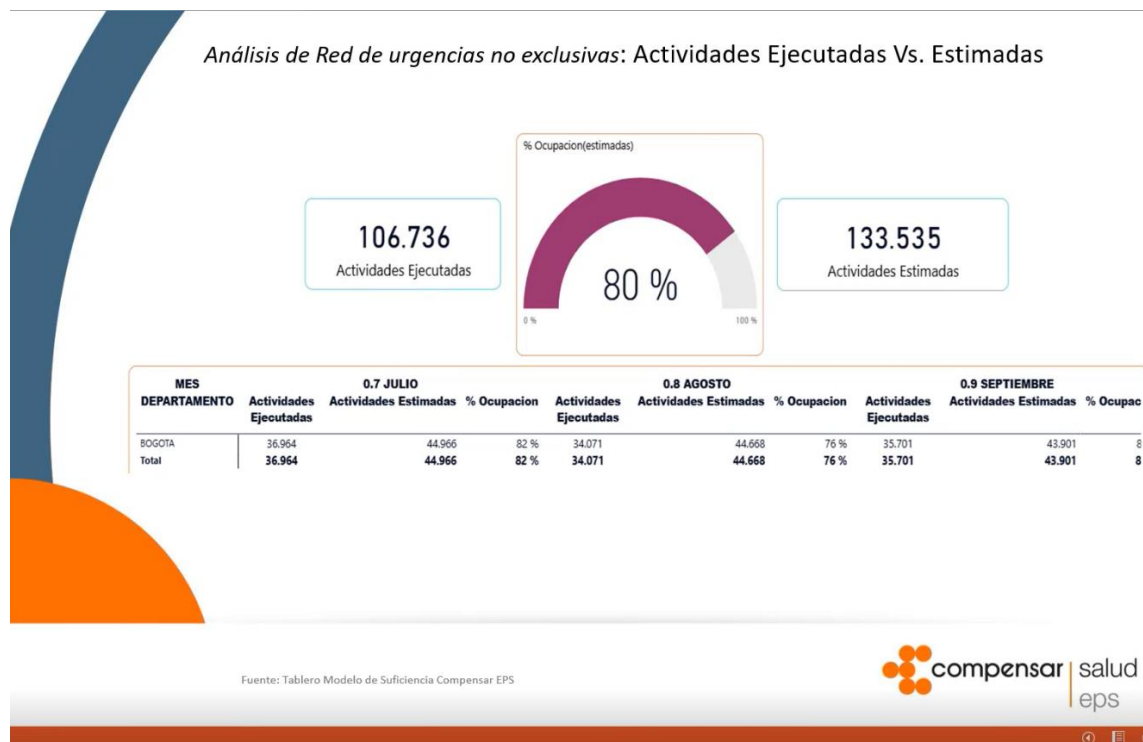 Análisis de Red de urgencias no exclusivas: Actividades Ejecutadas Vs. Estimadas
% Ocupacion(estimadas)
106.736
Actividades Ejecutadas
80 %
0 %
100 %
133.535
Actividades Estimadas
MES 0.7 JULIO 0.8 AGOSTO 0.9 SEPTIEMBRE
DEPARTAMENTO Actividades Ejecutadas Actividades Estimadas % Ocupacion Actividades Ejecutadas Actividades Estimadas % Ocupacion Actividades Ejecutadas Actividades Estimadas % Ocupac
BOGOTA 36.964 44.966 82 % 34.071 44.668 76 % 35.701 43.901 8
Total 36.964 44.966 82 % 34.071 44.668 76 % 35.701 43.901 8
Fuente: Tablero Modelo de Suficiencia Compensar EPS
compensar salud
eps